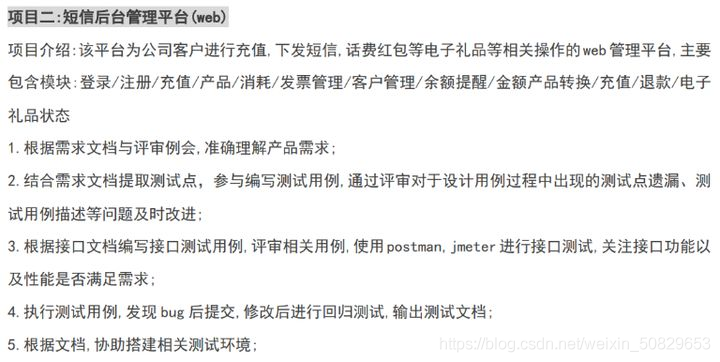 项目二:短信后台管理平台(web)
项目介绍:该平台为公司客户进行充值,下发短信,话费红包等电子礼品等相关操作的web管理平台,主要
包含模块:登录/注册/充值/产品/消耗/发票管理/客户管理/余额提醒/金额产品转换/充值/退款/电子
礼品状态
1.根据需求文档与评审例会,准确理解产品需求;
2.结合需求文档提取测试点，参与编写测试用例,通过评审对于设计用例过程中出现的测试点遗漏、测
试用例描述等问题及时改进;
3.根据接口文档编写接口测试用例,评审相关用例,使用postman,jmeter进行接口测试,关注接口功能以
及性能是否满足需求;
4.执行测试用例,发现bug后提交,修改后进行回归测试,输出测试文档;
5.根据文档,协助搭建相关测试环境;
https://blog.csdn.net/weixin_50829653